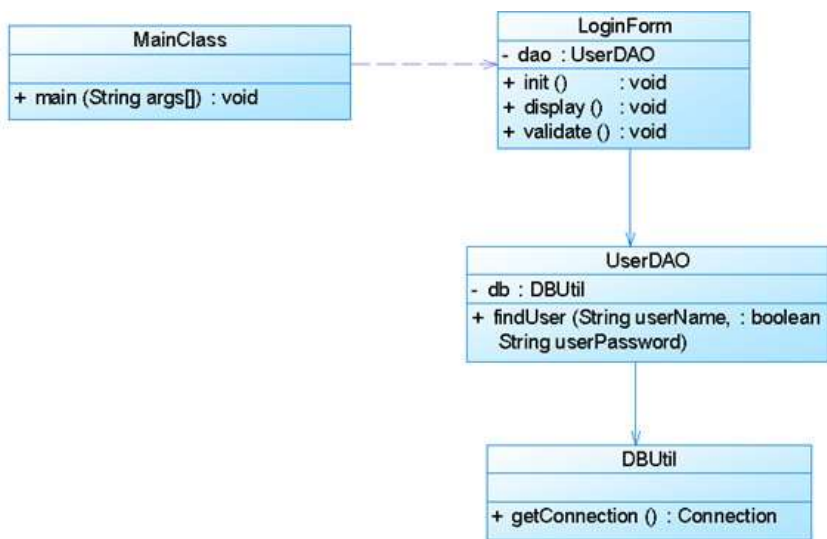 MainClass
+ main (String args[]) : void
LoginForm
- dao : UserDAO
+ init () : void
+ display () : void
+ validate () : void
UserDAO
- db : DBUtil
+ findUser (String userName, : boolean
String userPassword)
DBUtil
+ getConnection () : Connection